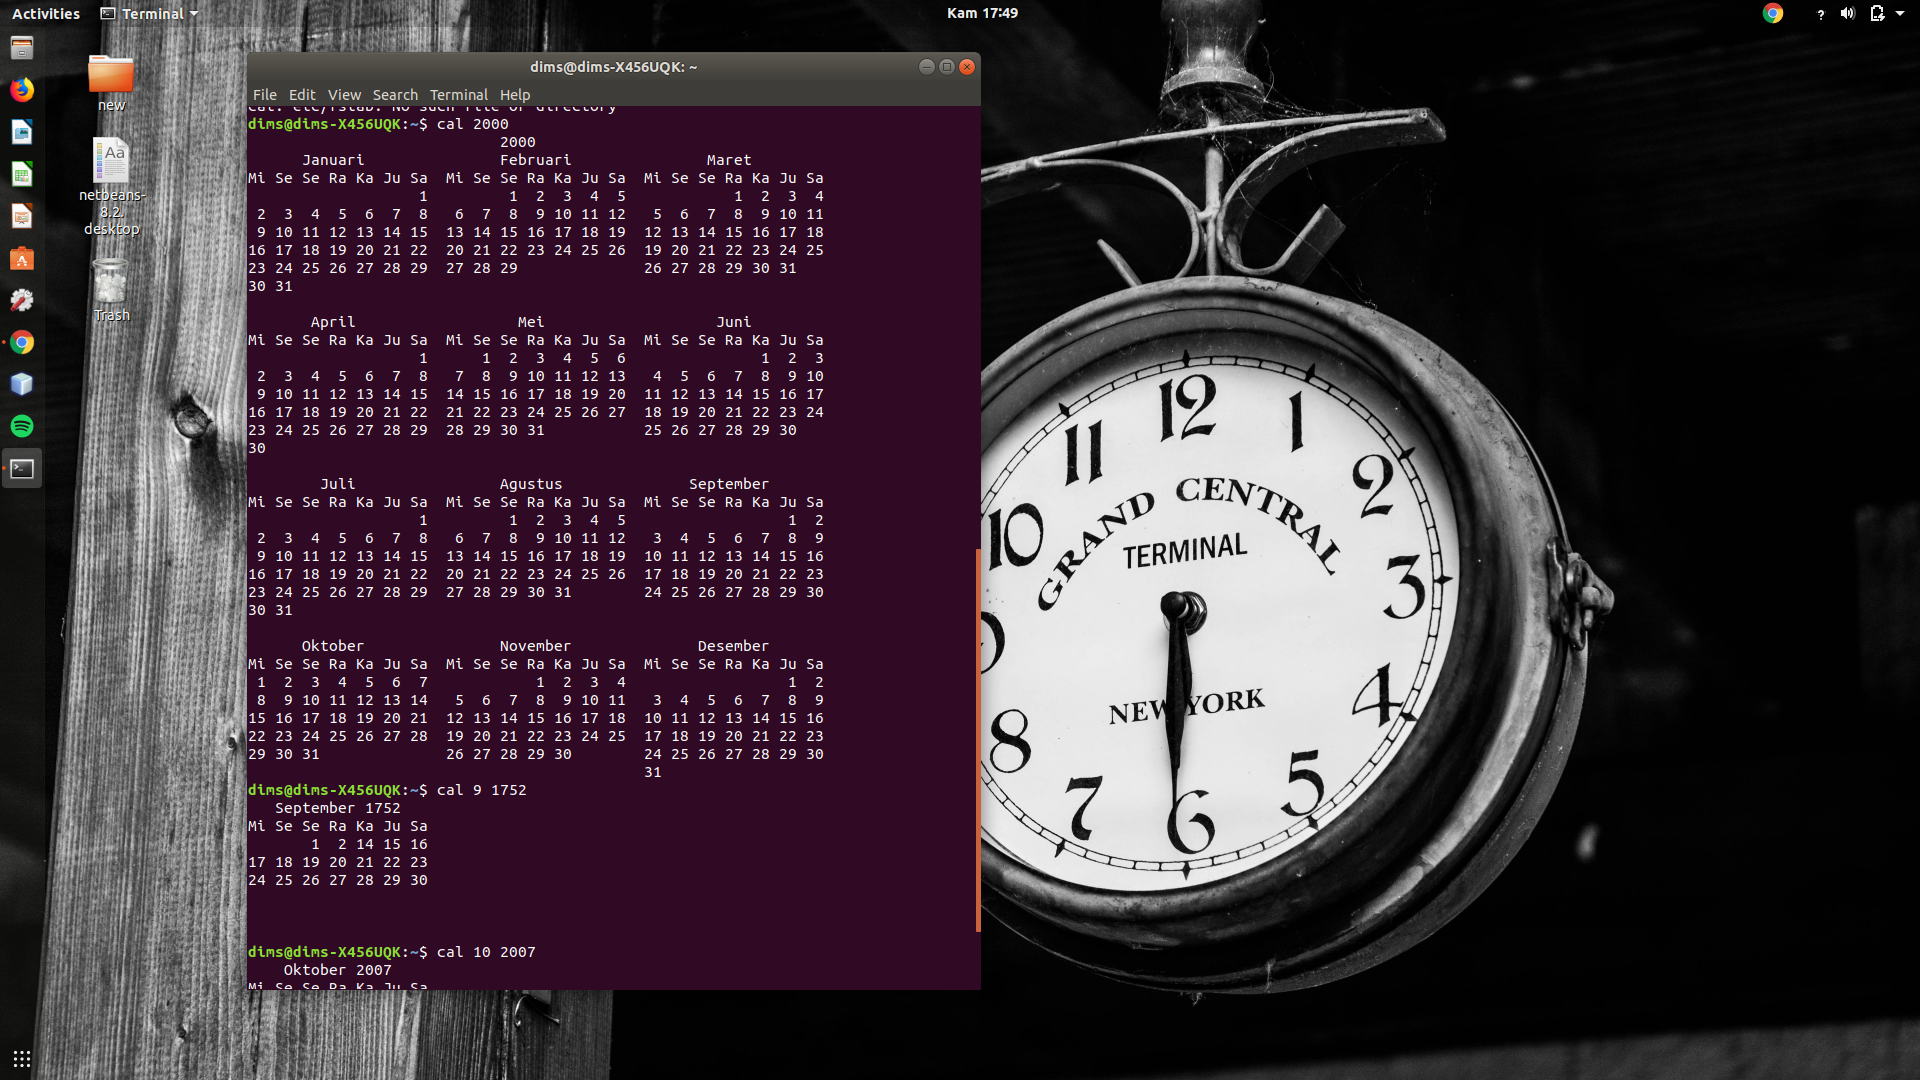 Activities Terminal Kam 17:49 ?
new
netbeans-
8.2.
desktop
Trash
dims@dims-X456UQK: ~
File Edit View Search Terminal Help
cat: etc/fstab: No such file or directory
dims@dims-X456UQK:~$ cal 2000
2000
Januari Februari Maret
Mi Se Se Ra Ka Ju Sa Mi Se Se Ra Ka Ju Sa Mi Se Se Ra Ka Ju Sa
1 1 2 3 4 5 1 2 3 4
2 3 4 5 6 7 8 6 7 8 9 10 11 12 5 6 7 8 9 10 11
9 10 11 12 13 14 15 13 14 15 16 17 18 19 12 13 14 15 16 17 18
16 17 18 19 20 21 22 20 21 22 23 24 25 26 19 20 21 22 23 24 25
23 24 25 26 27 28 29 27 28 29 26 27 28 29 30 31
30 31
April Mei Juni
Mi Se Se Ra Ka Ju Sa Mi Se Se Ra Ka Ju Sa Mi Se Se Ra Ka Ju Sa
1 1 2 3 4 5 6 1 2 3
2 3 4 5 6 7 8 7 8 9 10 11 12 13 4 5 6 7 8 9 10
9 10 11 12 13 14 15 14 15 16 17 18 19 20 11 12 13 14 15 16 17
16 17 18 19 20 21 22 21 22 23 24 25 26 27 18 19 20 21 22 23 24
23 24 25 26 27 28 29 28 29 30 31 25 26 27 28 29 30
30
Juli Agustus September
Mi Se Se Ra Ka Ju Sa Mi Se Se Ra Ka Ju Sa Mi Se Se Ra Ka Ju Sa
1 1 2 3 4 5 1 2
2 3 4 5 6 7 8 6 7 8 9 10 11 12 3 4 5 6 7 8 9
9 10 11 12 13 14 15 13 14 15 16 17 18 19 10 11 12 13 14 15 16
16 17 18 19 20 21 22 20 21 22 23 24 25 26 17 18 19 20 21 22 23
23 24 25 26 27 28 29 27 28 29 30 31 24 25 26 27 28 29 30
30 31
Oktober November Desember
Mi Se Se Ra Ka Ju Sa Mi Se Se Ra Ka Ju Sa Mi Se Se Ra Ka Ju Sa
1 2 3 4 5 6 7 1 2 3 4 1 2
8 9 10 11 12 13 14 5 6 7 8 9 10 11 3 4 5 6 7 8 9
15 16 17 18 19 20 21 12 13 14 15 16 17 18 10 11 12 13 14 15 16
22 23 24 25 26 27 28 19 20 21 22 23 24 25 17 18 19 20 21 22 23
29 30 31 26 27 28 29 30 24 25 26 27 28 29 30
31
dims@dims-X456UQK:~$ cal 9 1752
September 1752
Mi Se Se Ra Ka Ju Sa
1 2 14 15 16
17 18 19 20 21 22 23
24 25 26 27 28 29 30
dims@dims-X456UQK:~$ cal 10 2007
Oktober 2007
Mi Se Se Ra Ka Ju Sa
12
11 1
10 2
GRAND CENTRAL
TERMINAL
3
NEW YORK
8 4
7 5
6